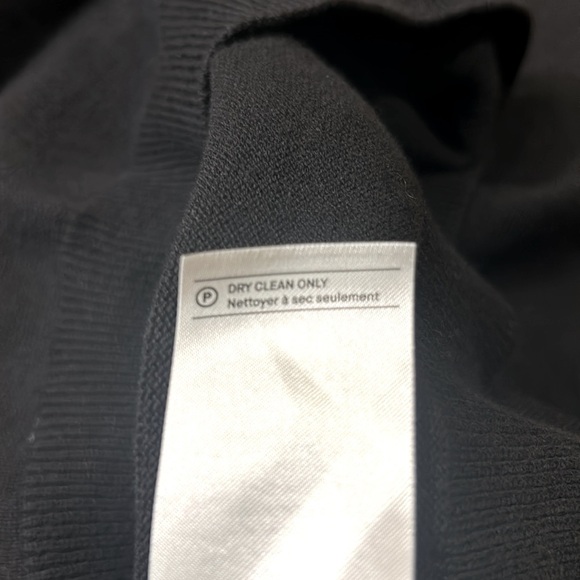 P
DRY CLEAN ONLY
Nettoyer à sec seulement